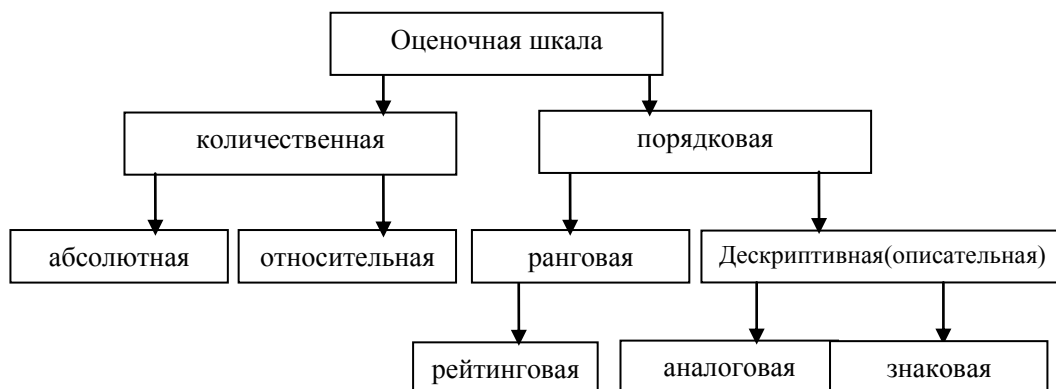 Оценочная шкала
количественная
порядковая
абсолютная
относительная
ранговая
Дескриптивная(описательная)
рейтинговая
аналоговая
знаковая